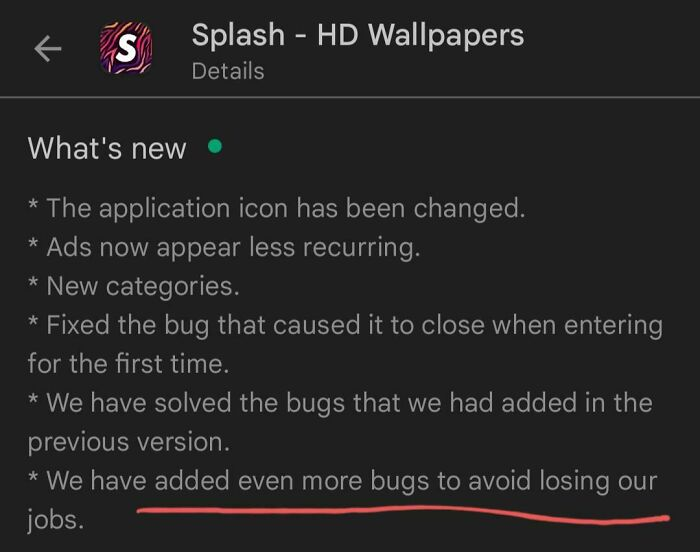 S
Splash - HD Wallpapers
Details
What's new
* The application icon has been changed.
* Ads now appear less recurring.
* New categories.
* Fixed the bug that caused it to close when entering
for the first time.
* We have solved the bugs that we had added in the
previous version.
* We have added even more bugs to avoid losing our
jobs.